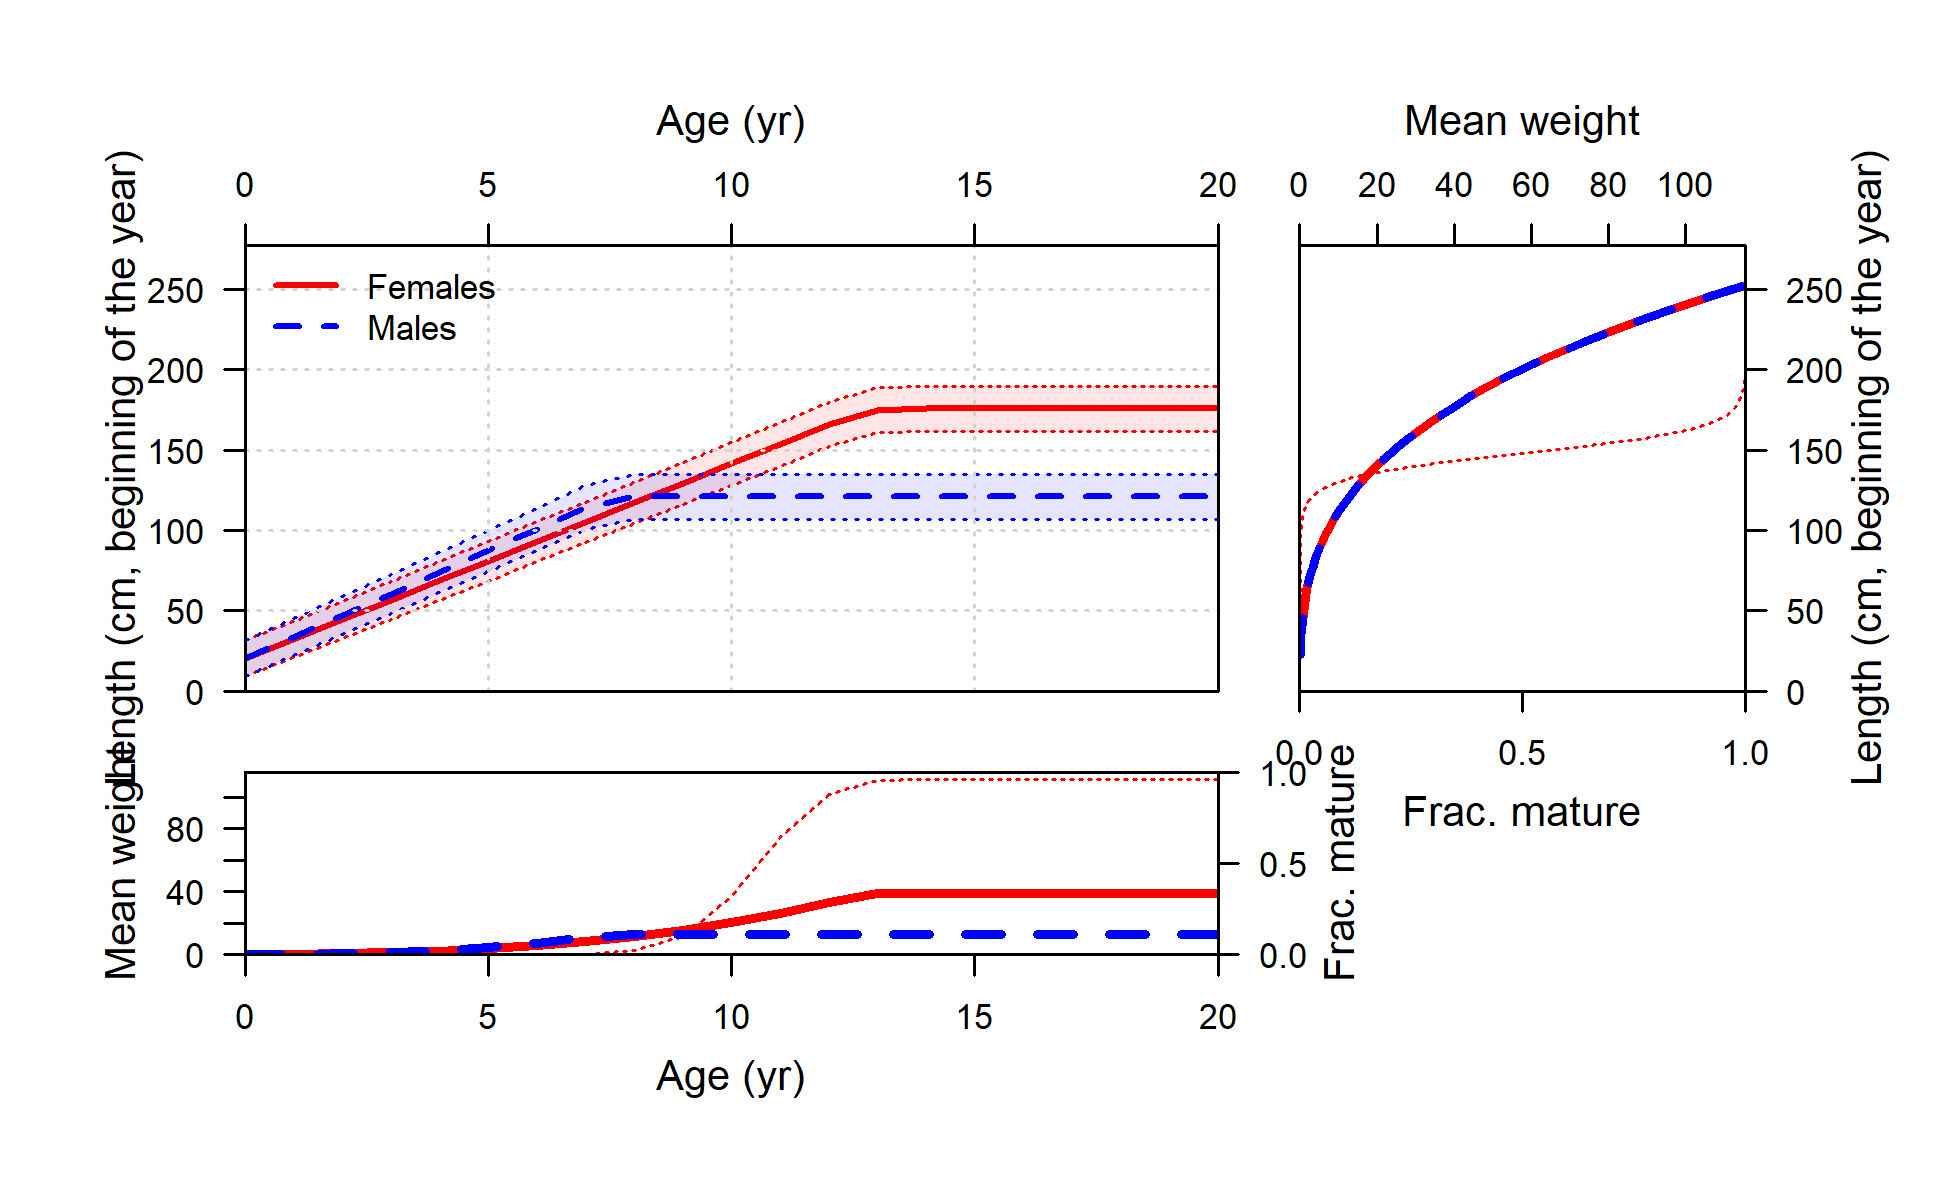 Age (yr)
0 5 10 15 20
Length (cm, beginning of the year)
250
200
150
100
50
0
Females
Males
Mean weight
0 20 40 60 80 100
Length (cm, beginning of the year)
250
200
150
100
50
0
0.0 0.5 1.0
Frac. mature
Mean weight
80
40
0
1.0
0.5
0.0
Frac. mature
0 5 10 15 20
Age (yr)